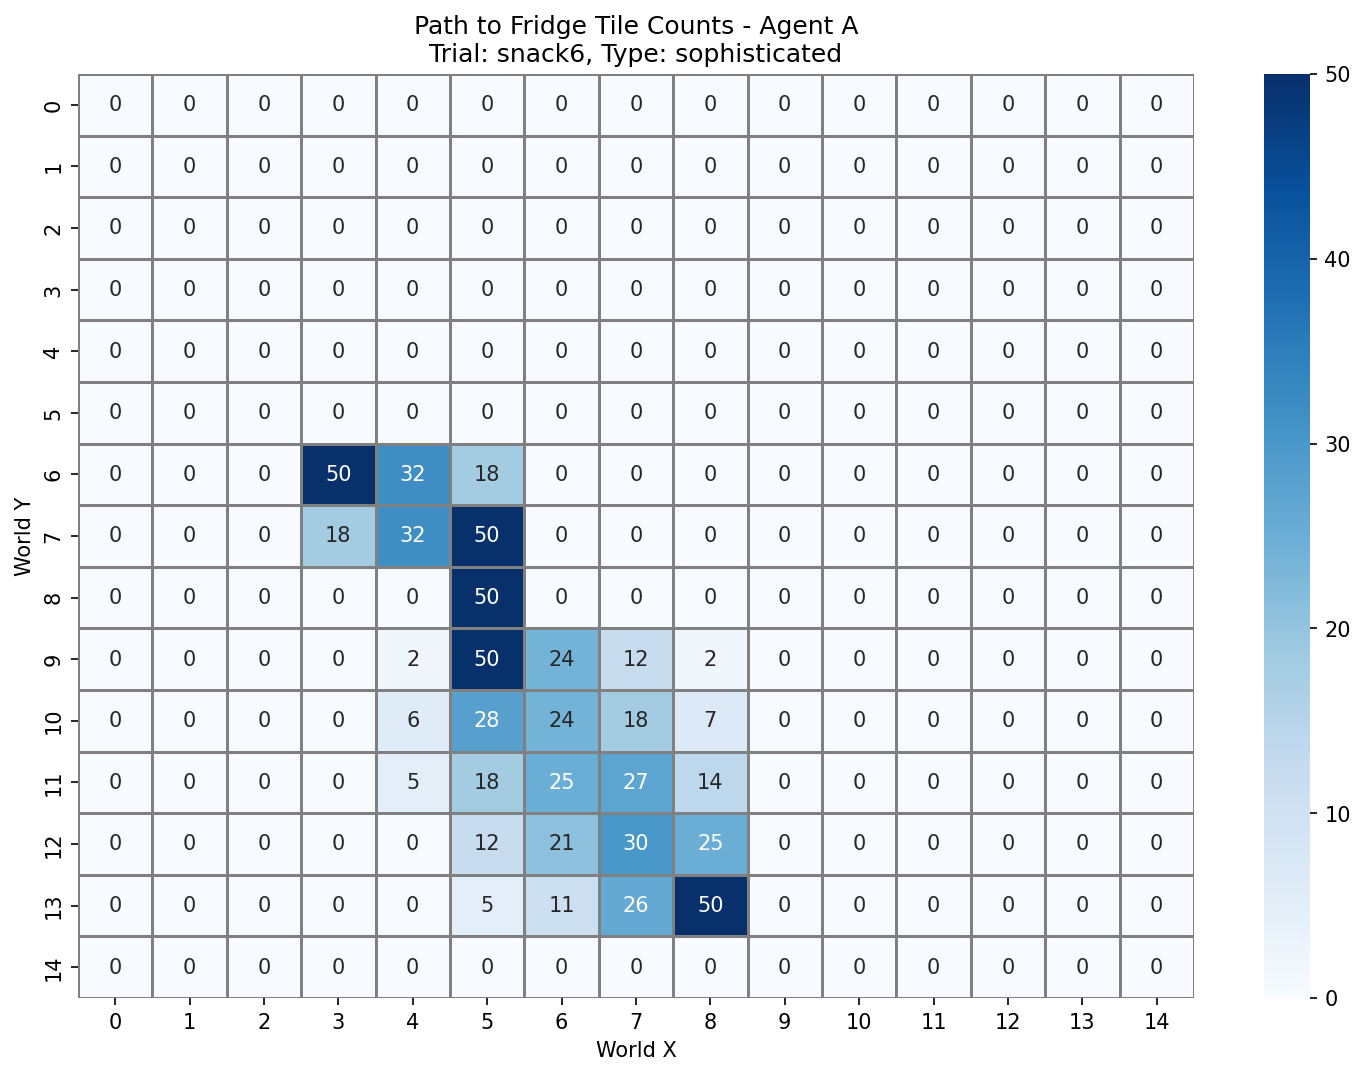 Path to Fridge Tile Counts - Agent A
Trial: snack6, Type: sophisticated
0 0 0 0 0 0 0 0 0 0 0 0 0 0 0 0
1 0 0 0 0 0 0 0 0 0 0 0 0 0 0 0
2 0 0 0 0 0 0 0 0 0 0 0 0 0 0 0
3 0 0 0 0 0 0 0 0 0 0 0 0 0 0 0
4 0 0 0 0 0 0 0 0 0 0 0 0 0 0 0
5 0 0 0 0 0 0 0 0 0 0 0 0 0 0 0
6 0 0 0 50 32 18 0 0 0 0 0 0 0 0 0
7 0 0 0 18 32 50 0 0 0 0 0 0 0 0 0
8 0 0 0 0 0 50 0 0 0 0 0 0 0 0 0
9 0 0 0 0 2 50 24 12 2 0 0 0 0 0 0
10 0 0 0 0 6 28 24 18 7 0 0 0 0 0 0
11 0 0 0 0 5 18 25 27 14 0 0 0 0 0 0
12 0 0 0 0 0 12 21 30 25 0 0 0 0 0 0
13 0 0 0 0 0 5 11 26 50 0 0 0 0 0 0
14 0 0 0 0 0 0 0 0 0 0 0 0 0 0 0
0 1 2 3 4 5 6 7 8 9 10 11 12 13 14
World X
World Y
50
40
30
20
10
0